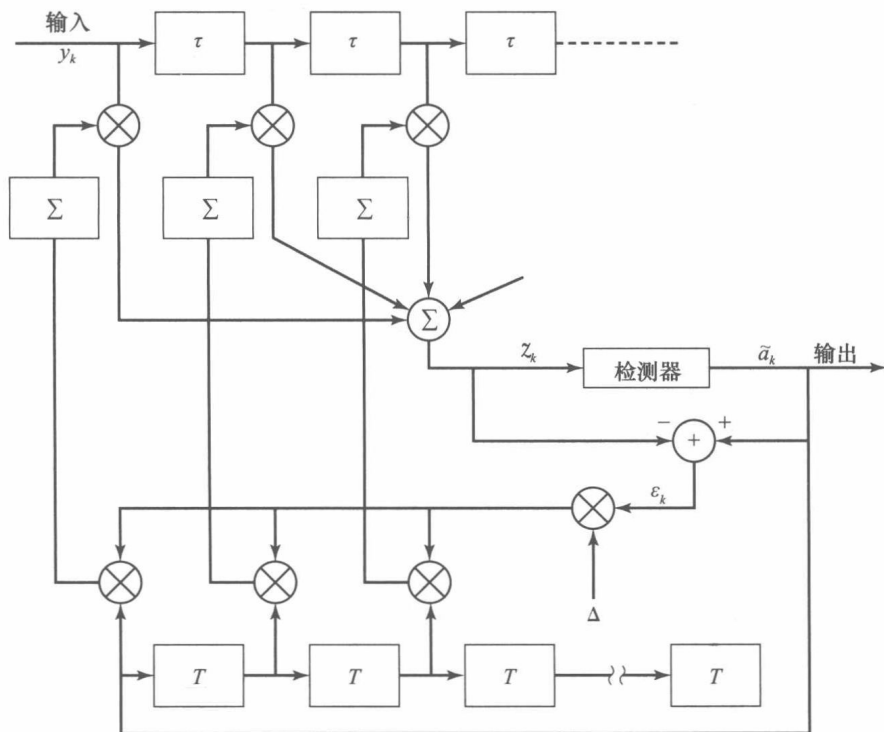 输入
y_k
τ
τ
τ
Σ
Σ
Σ
Σ
z_k
检测器
ã_k
输出
−
+
+
ε_k
Δ
T
T
T
T